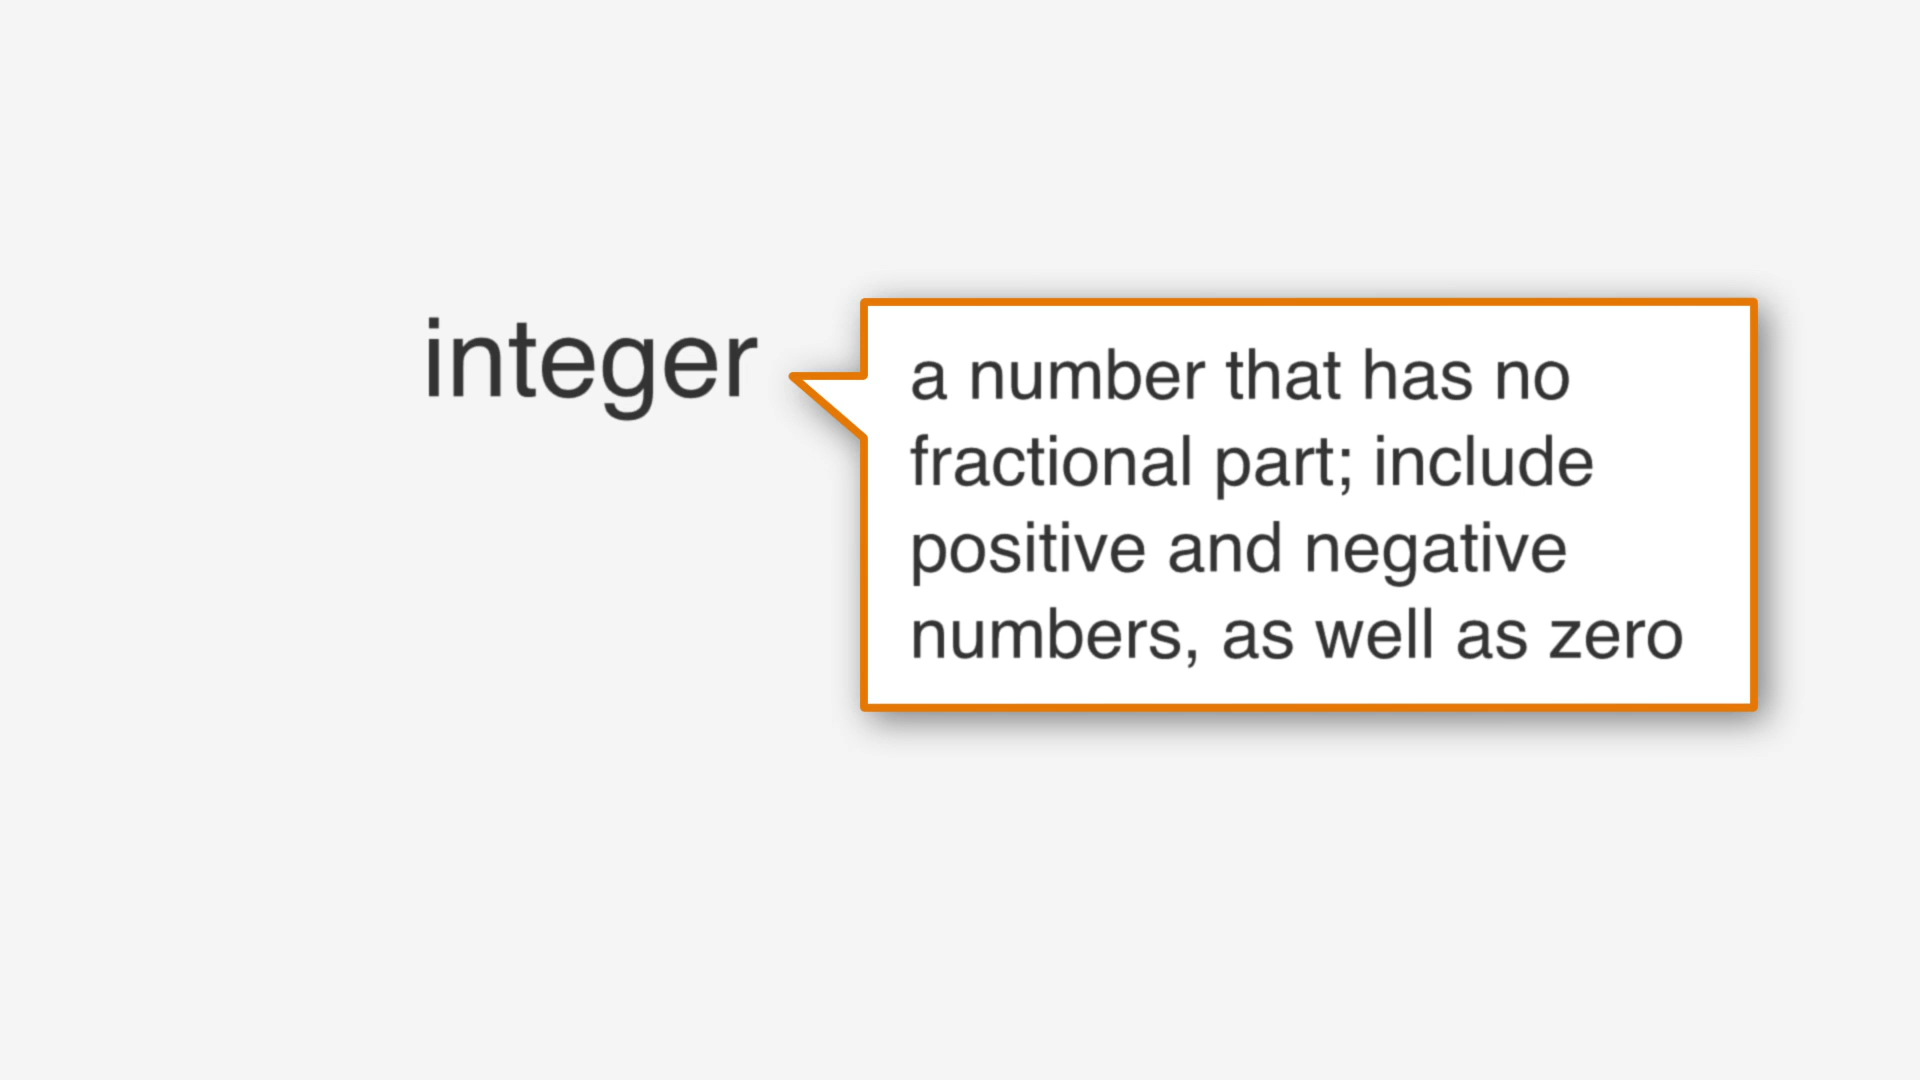 integer
a number that has no
fractional part; include
positive and negative
numbers, as well as zero